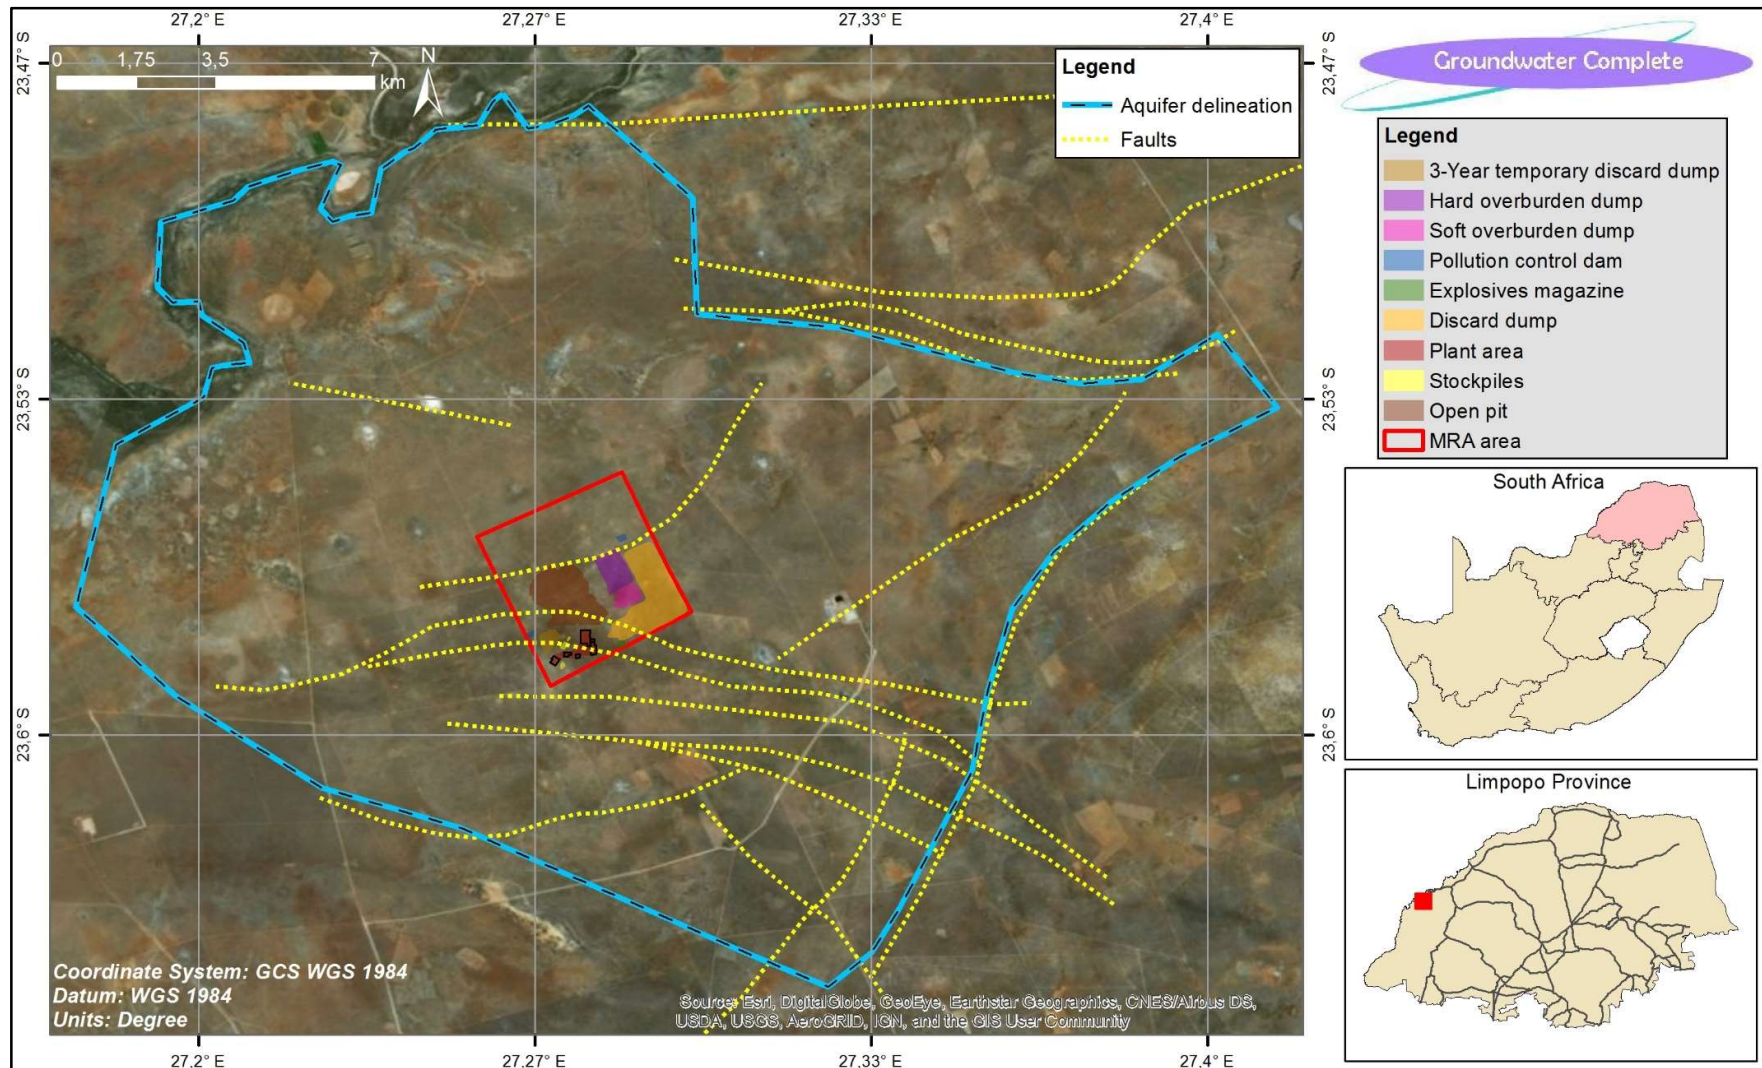 27,2° E
27,27° E
27,33° E
27,4° E
23,47° S
23,47° S
0 1,75 3,5 7
km
N
Legend
Aquifer delineation
Faults
Groundwater Complete
Legend
3-Year temporary discard dump
Hard overburden dump
Soft overburden dump
Pollution control dam
Explosives magazine
Discard dump
Plant area
Stockpiles
Open pit
MRA area
23,53° S
23,53° S
South Africa
23,6° S
23,6° S
Limpopo Province
Coordinate System: GCS WGS 1984
Datum: WGS 1984
Units: Degree
Source: Esri, DigitalGlobe, GeoEye, Earthstar Geographics, CNES/Airbus DS,
USDA, USGS, AeroGRID, IGN, and the GIS User Community
27,2° E
27,27° E
27,33° E
27,4° E